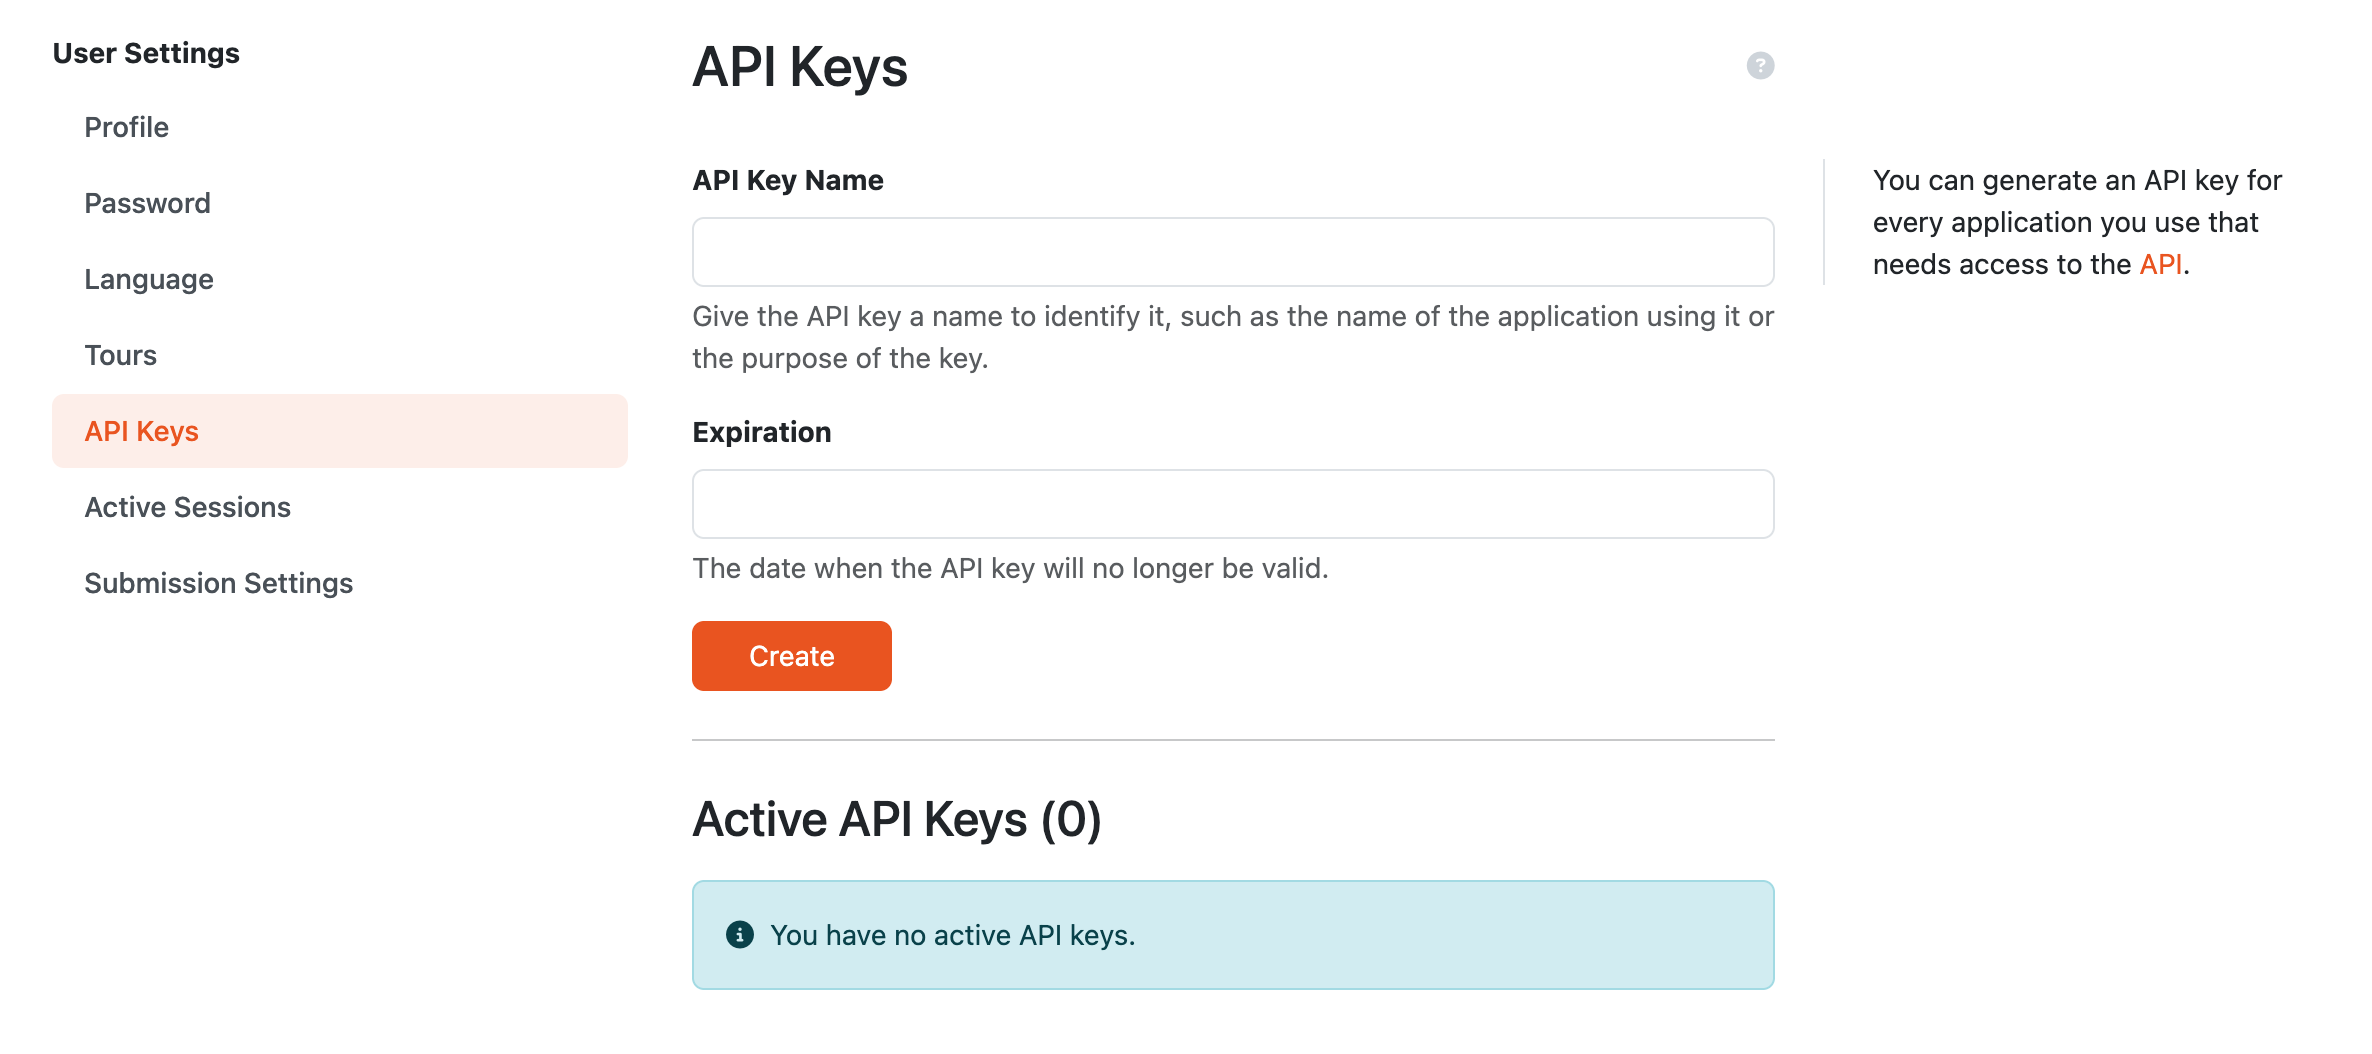 User Settings
Profile
Password
Language
Tours
API Keys
Active Sessions
Submission Settings
API Keys
?
API Key Name
Give the API key a name to identify it, such as the name of the application using it or
the purpose of the key.
Expiration
The date when the API key will no longer be valid.
Create
Active API Keys (0)
You have no active API keys.
You can generate an API key for
every application you use that
needs access to the API.